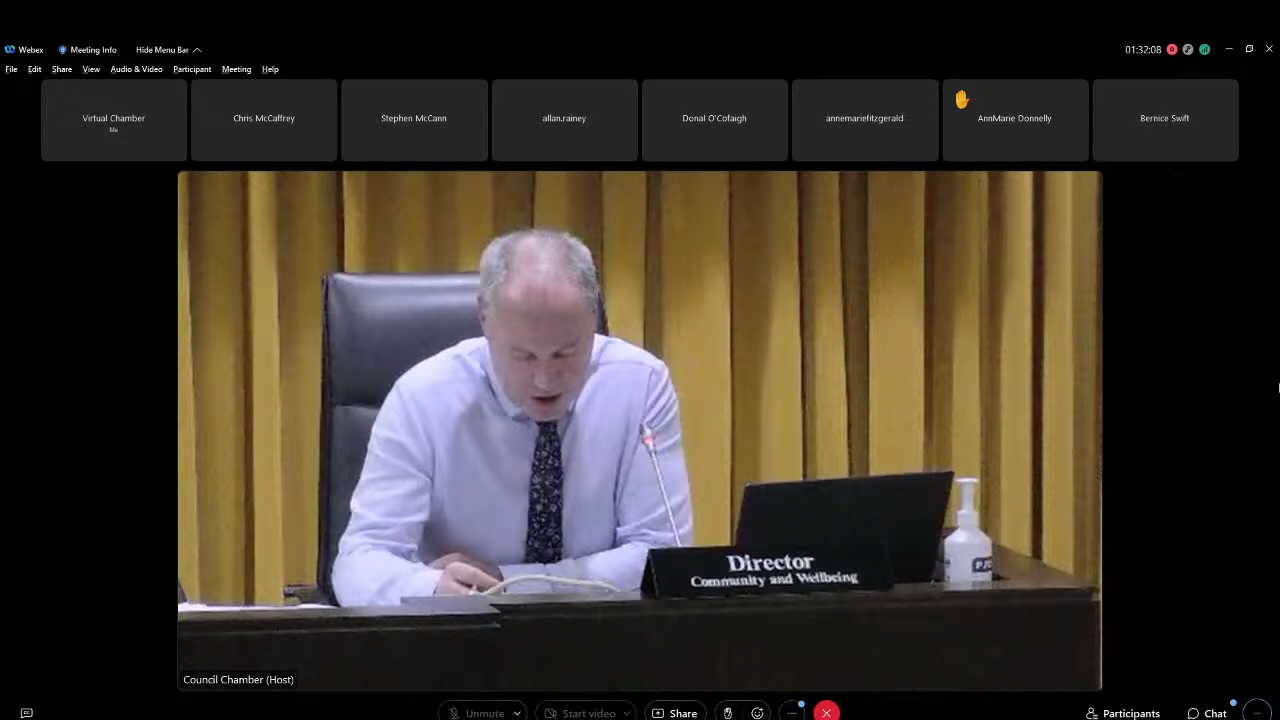 Webex
Meeting Info
Hide Menu Bar
01:32:08
File
Edit
Share
View
Audio & Video
Participant
Meeting
Help
Virtual Chamber
Me
Chris McCaffrey
Stephen McCann
allan.rainey
Donal O'Cofaigh
annemariefitzgerald
AnnMarie Donnelly
Bernice Swift
Director
Community and Wellbeing
Council Chamber (Host)
Unmute
Start video
Share
Participants
Chat